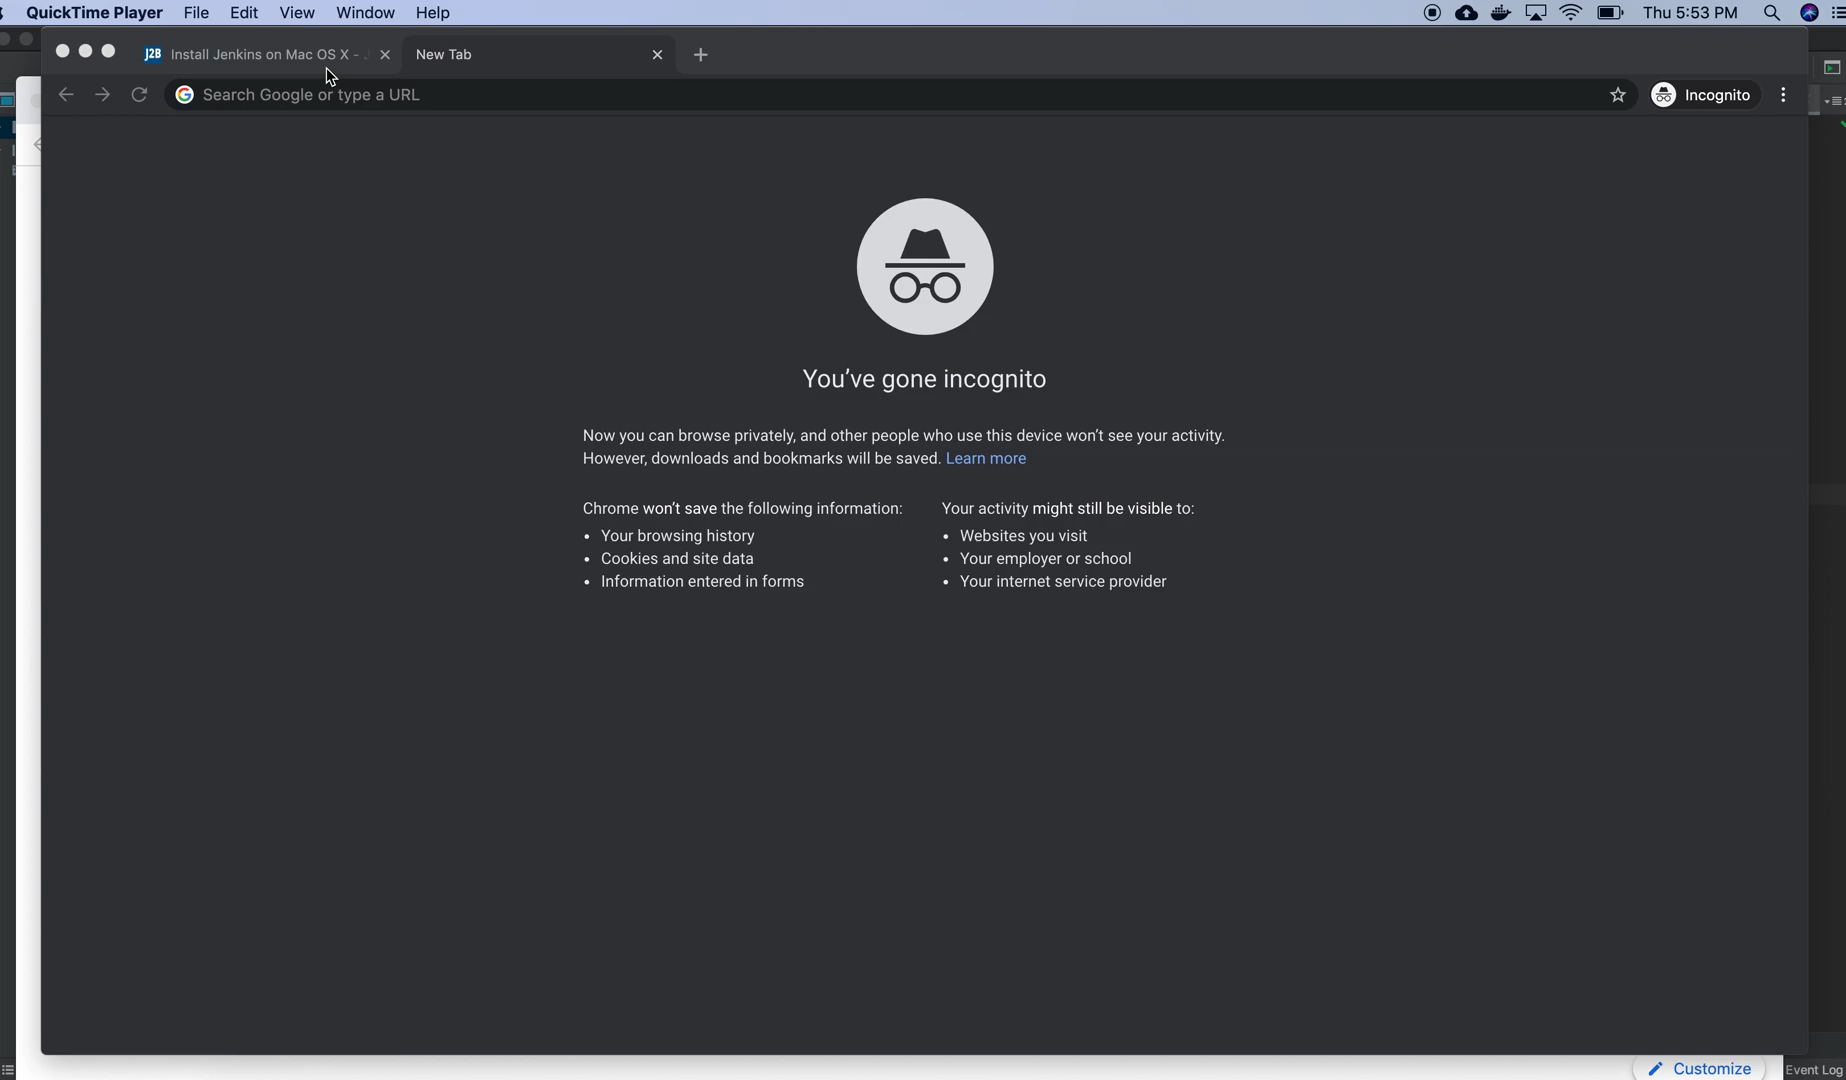 QuickTime Player File Edit View Window Help Thu 5:53 PM
J2B Install Jenkins on Mac OS X - New Tab
Search Google or type a URL Incognito
You've gone incognito
Now you can browse privately, and other people who use this device won't see your activity.
However, downloads and bookmarks will be saved. Learn more
Chrome won't save the following information:
• Your browsing history
• Cookies and site data
• Information entered in forms
Your activity might still be visible to:
• Websites you visit
• Your employer or school
• Your internet service provider
Customize
Event Log